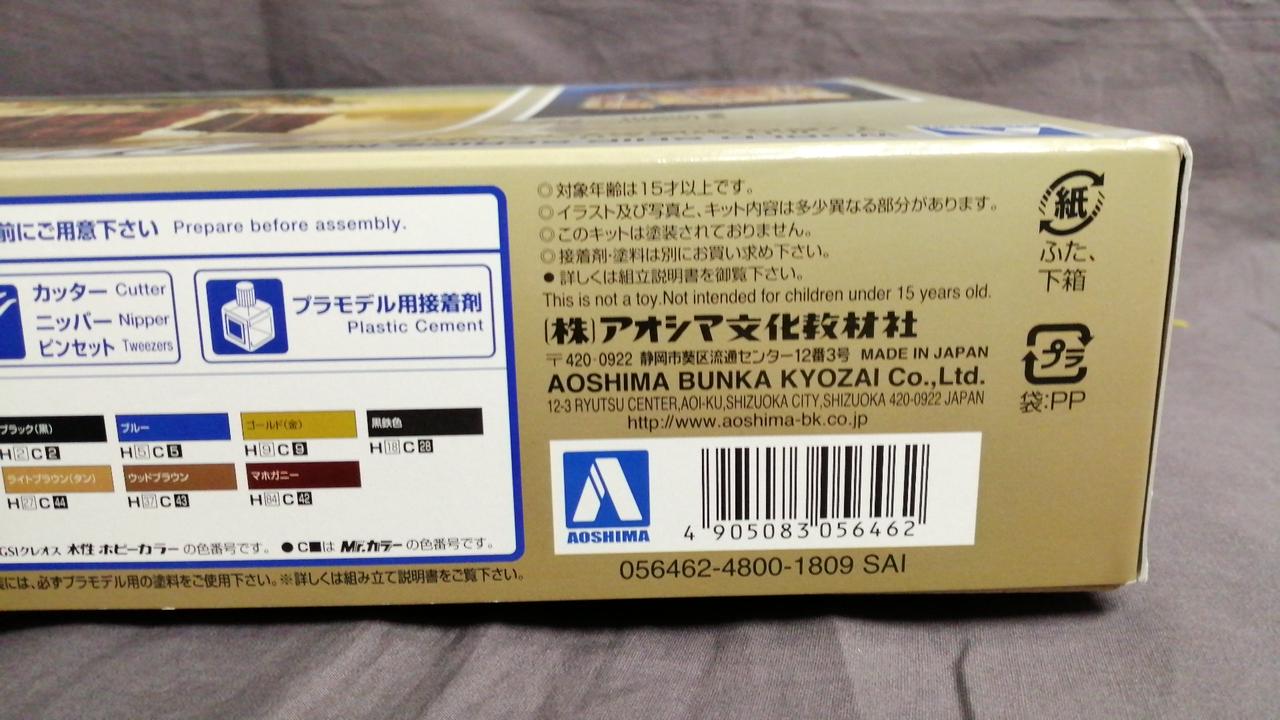 前にご用意下さい Prepare before assembly.
カッター Cutter
ニッパー Nipper
ピンセット Tweezers
プラモデル用接着剤
Plastic Cement
ブラック(黒)
H2 C2
ブルー
H5 C5
ゴールド(金)
H9 C9
黒鉄色
H18 C28
ライトブラウン(タン)
H27 C44
ウッドブラウン
H37 C43
マホガニー
H84 C42
GSIクレオス 水性 ホビーカラー の色番号です。 ●C■は Mr.カラー の色番号です。
には、必ずプラモデル用の塗料をご使用下さい。※詳しくは組み立て説明書をご覧下さい。
◎対象年齢は15才以上です。
◎イラスト及び写真と、キット内容は多少異なる部分があります。
◎このキットは塗装されておりません。
◎接着剤・塗料は別にお買い求め下さい。
●詳しくは組立説明書を御覧下さい。
This is not a toy.Not intended for children under 15 years old.
(株)アオシマ文化教材社
〒420-0922 静岡市葵区流通センター12番3号 MADE IN JAPAN
AOSHIMA BUNKA KYOZAI Co.,Ltd.
12-3 RYUTSU CENTER,AOI-KU,SHIZUOKA CITY,SHIZUOKA 420-0922 JAPAN
http://www.aoshima-bk.co.jp
AOSHIMA
4 905083 056462
056462-4800-1809 SAI
紙
ふた、
下箱
プラ
袋:PP